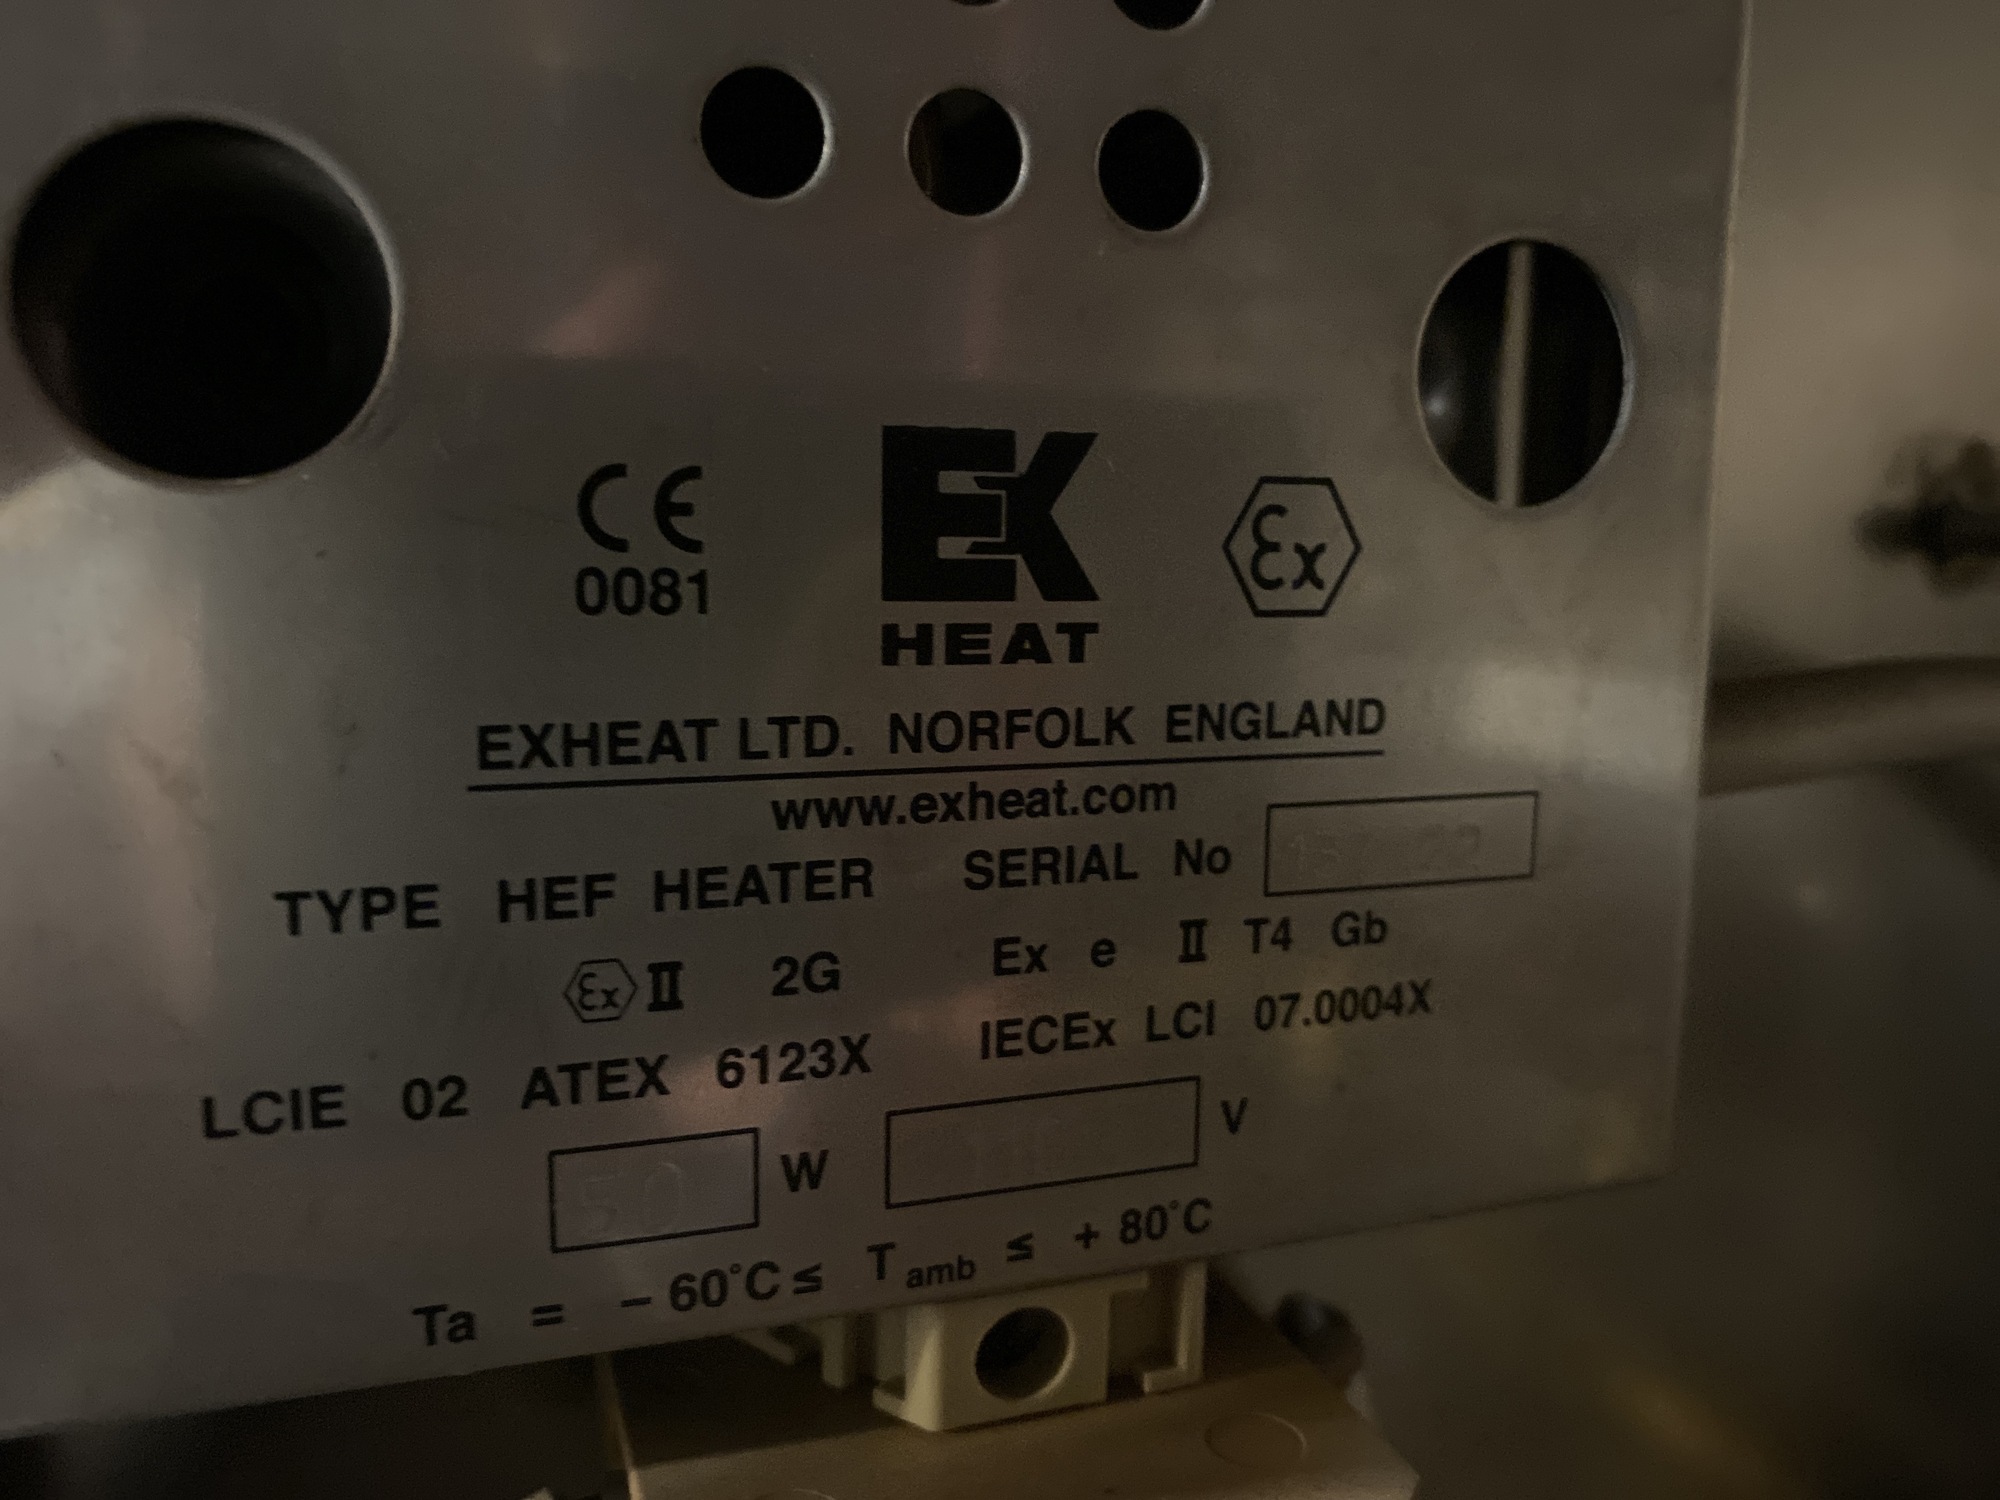 CE
0081
EK
HEAT
Ex
EXHEAT LTD. NORFOLK ENGLAND
www.exheat.com
TYPE HEF HEATER SERIAL No
Ex II 2G Ex e II T4 Gb
LCIE 02 ATEX 6123X IECEx LCI 07.0004X
50 W V
Ta = - 60°C ≤ Tamb ≤ + 80°C